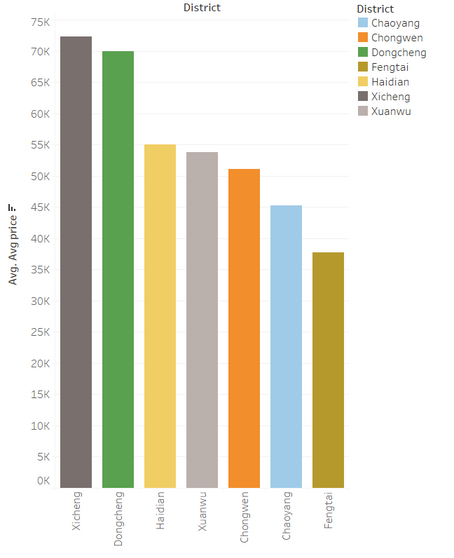 District
75K
70K
65K
60K
55K
50K
45K
40K
35K
30K
25K
20K
15K
10K
5K
0K
Avg. Avg price
Xicheng
Dongcheng
Haidian
Xuanwu
Chongwen
Chaoyang
Fengtai
District
Chaoyang
Chongwen
Dongcheng
Fengtai
Haidian
Xicheng
Xuanwu